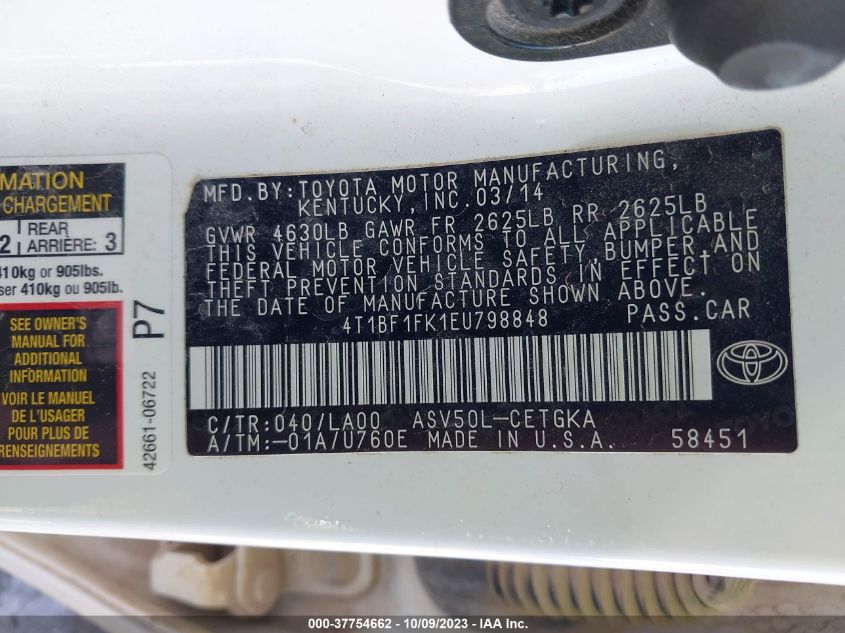 MATION
CHARGEMENT
2 REAR
ARRIÈRE: 3
410kg or 905lbs.
ser 410kg ou 905lb.
SEE OWNER'S
MANUAL FOR
ADDITIONAL
INFORMATION
VOIR LE MANUEL
DE L'USAGER
POUR PLUS DE
RENSEIGNEMENTS
P7
42661-06722
MFD. BY: TOYOTA MOTOR MANUFACTURING,
KENTUCKY, INC. 03/14
GVWR 4630LB GAWR FR 2625LB RR 2625LB
THIS VEHICLE CONFORMS TO ALL APPLICABLE
FEDERAL MOTOR VEHICLE SAFETY, BUMPER AND
THEFT PREVENTION STANDARDS IN EFFECT ON
THE DATE OF MANUFACTURE SHOWN ABOVE.
4T1BF1FK1EU798848 PASS. CAR
C/TR: 040/LA00 ASV50L-CETGKA
A/TM: -01A/U760E MADE IN U.S.A. 58451
000-37754662 - 10/09/2023 - IAA Inc.